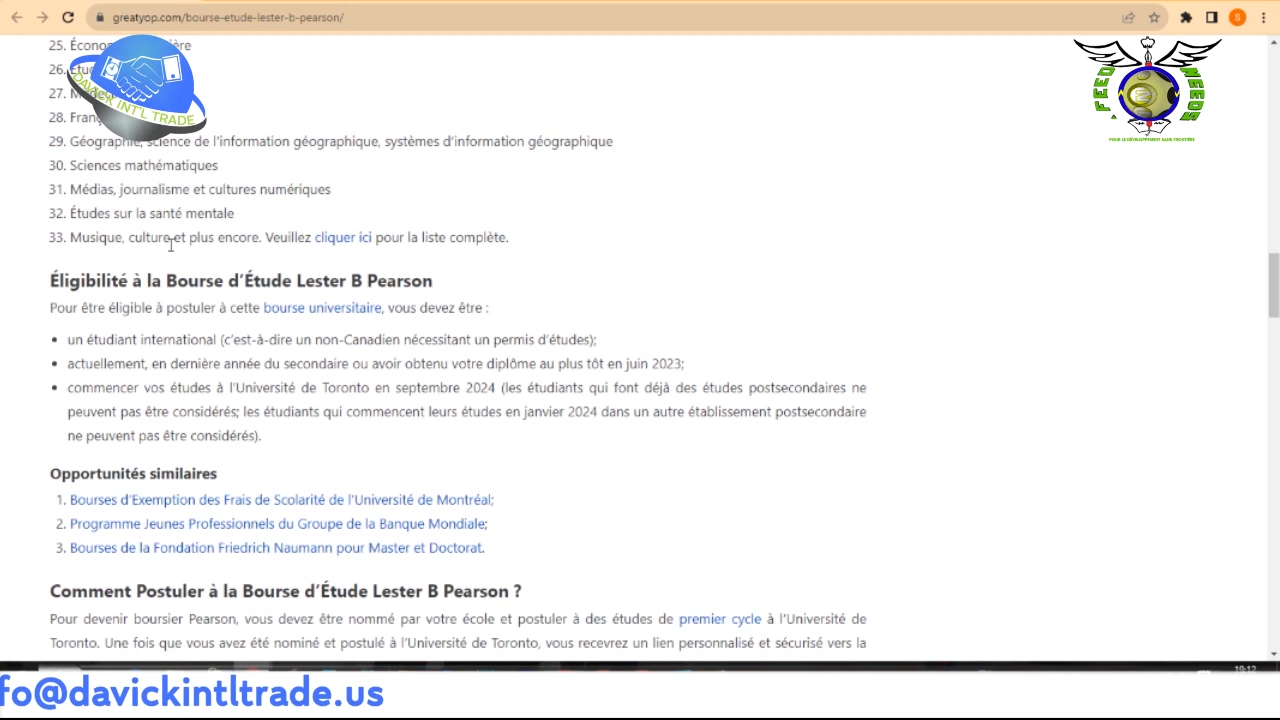 greatyop.com/bourse-etude-lester-b-pearson/
S
25.
26.
27.
28.
29. Géographie, science de l'information géographique, systèmes d'information géographique
30. Sciences mathématiques
31. Médias, journalisme et cultures numériques
32. Études sur la santé mentale
33. Musique, culture et plus encore. Veuillez cliquer ici pour la liste complète.
DAVICK INT'L TRADE
FEED NEEDS
POUR LE DÉVELOPPEMENT SANS FRONTIÈRE
Éligibilité à la Bourse d'Étude Lester B Pearson
Pour être éligible à postuler à cette bourse universitaire, vous devez être :
• un étudiant international (c'est-à-dire un non-Canadien nécessitant un permis d'études);
• actuellement, en dernière année du secondaire ou avoir obtenu votre diplôme au plus tôt en juin 2023;
• commencer vos études à l'Université de Toronto en septembre 2024 (les étudiants qui font déjà des études postsecondaires ne
peuvent pas être considérés; les étudiants qui commencent leurs études en janvier 2024 dans un autre établissement postsecondaire
ne peuvent pas être considérés).
Opportunités similaires
1. Bourses d'Exemption des Frais de Scolarité de l'Université de Montréal;
2. Programme Jeunes Professionnels du Groupe de la Banque Mondiale;
3. Bourses de la Fondation Friedrich Naumann pour Master et Doctorat.
Comment Postuler à la Bourse d'Étude Lester B Pearson ?
Pour devenir boursier Pearson, vous devez être nommé par votre école et postuler à des études de premier cycle à l'Université de
Toronto. Une fois que vous avez été nominé et postulé à l'Université de Toronto, vous recevrez un lien personnalisé et sécurisé vers la
fo@davickintltrade.us